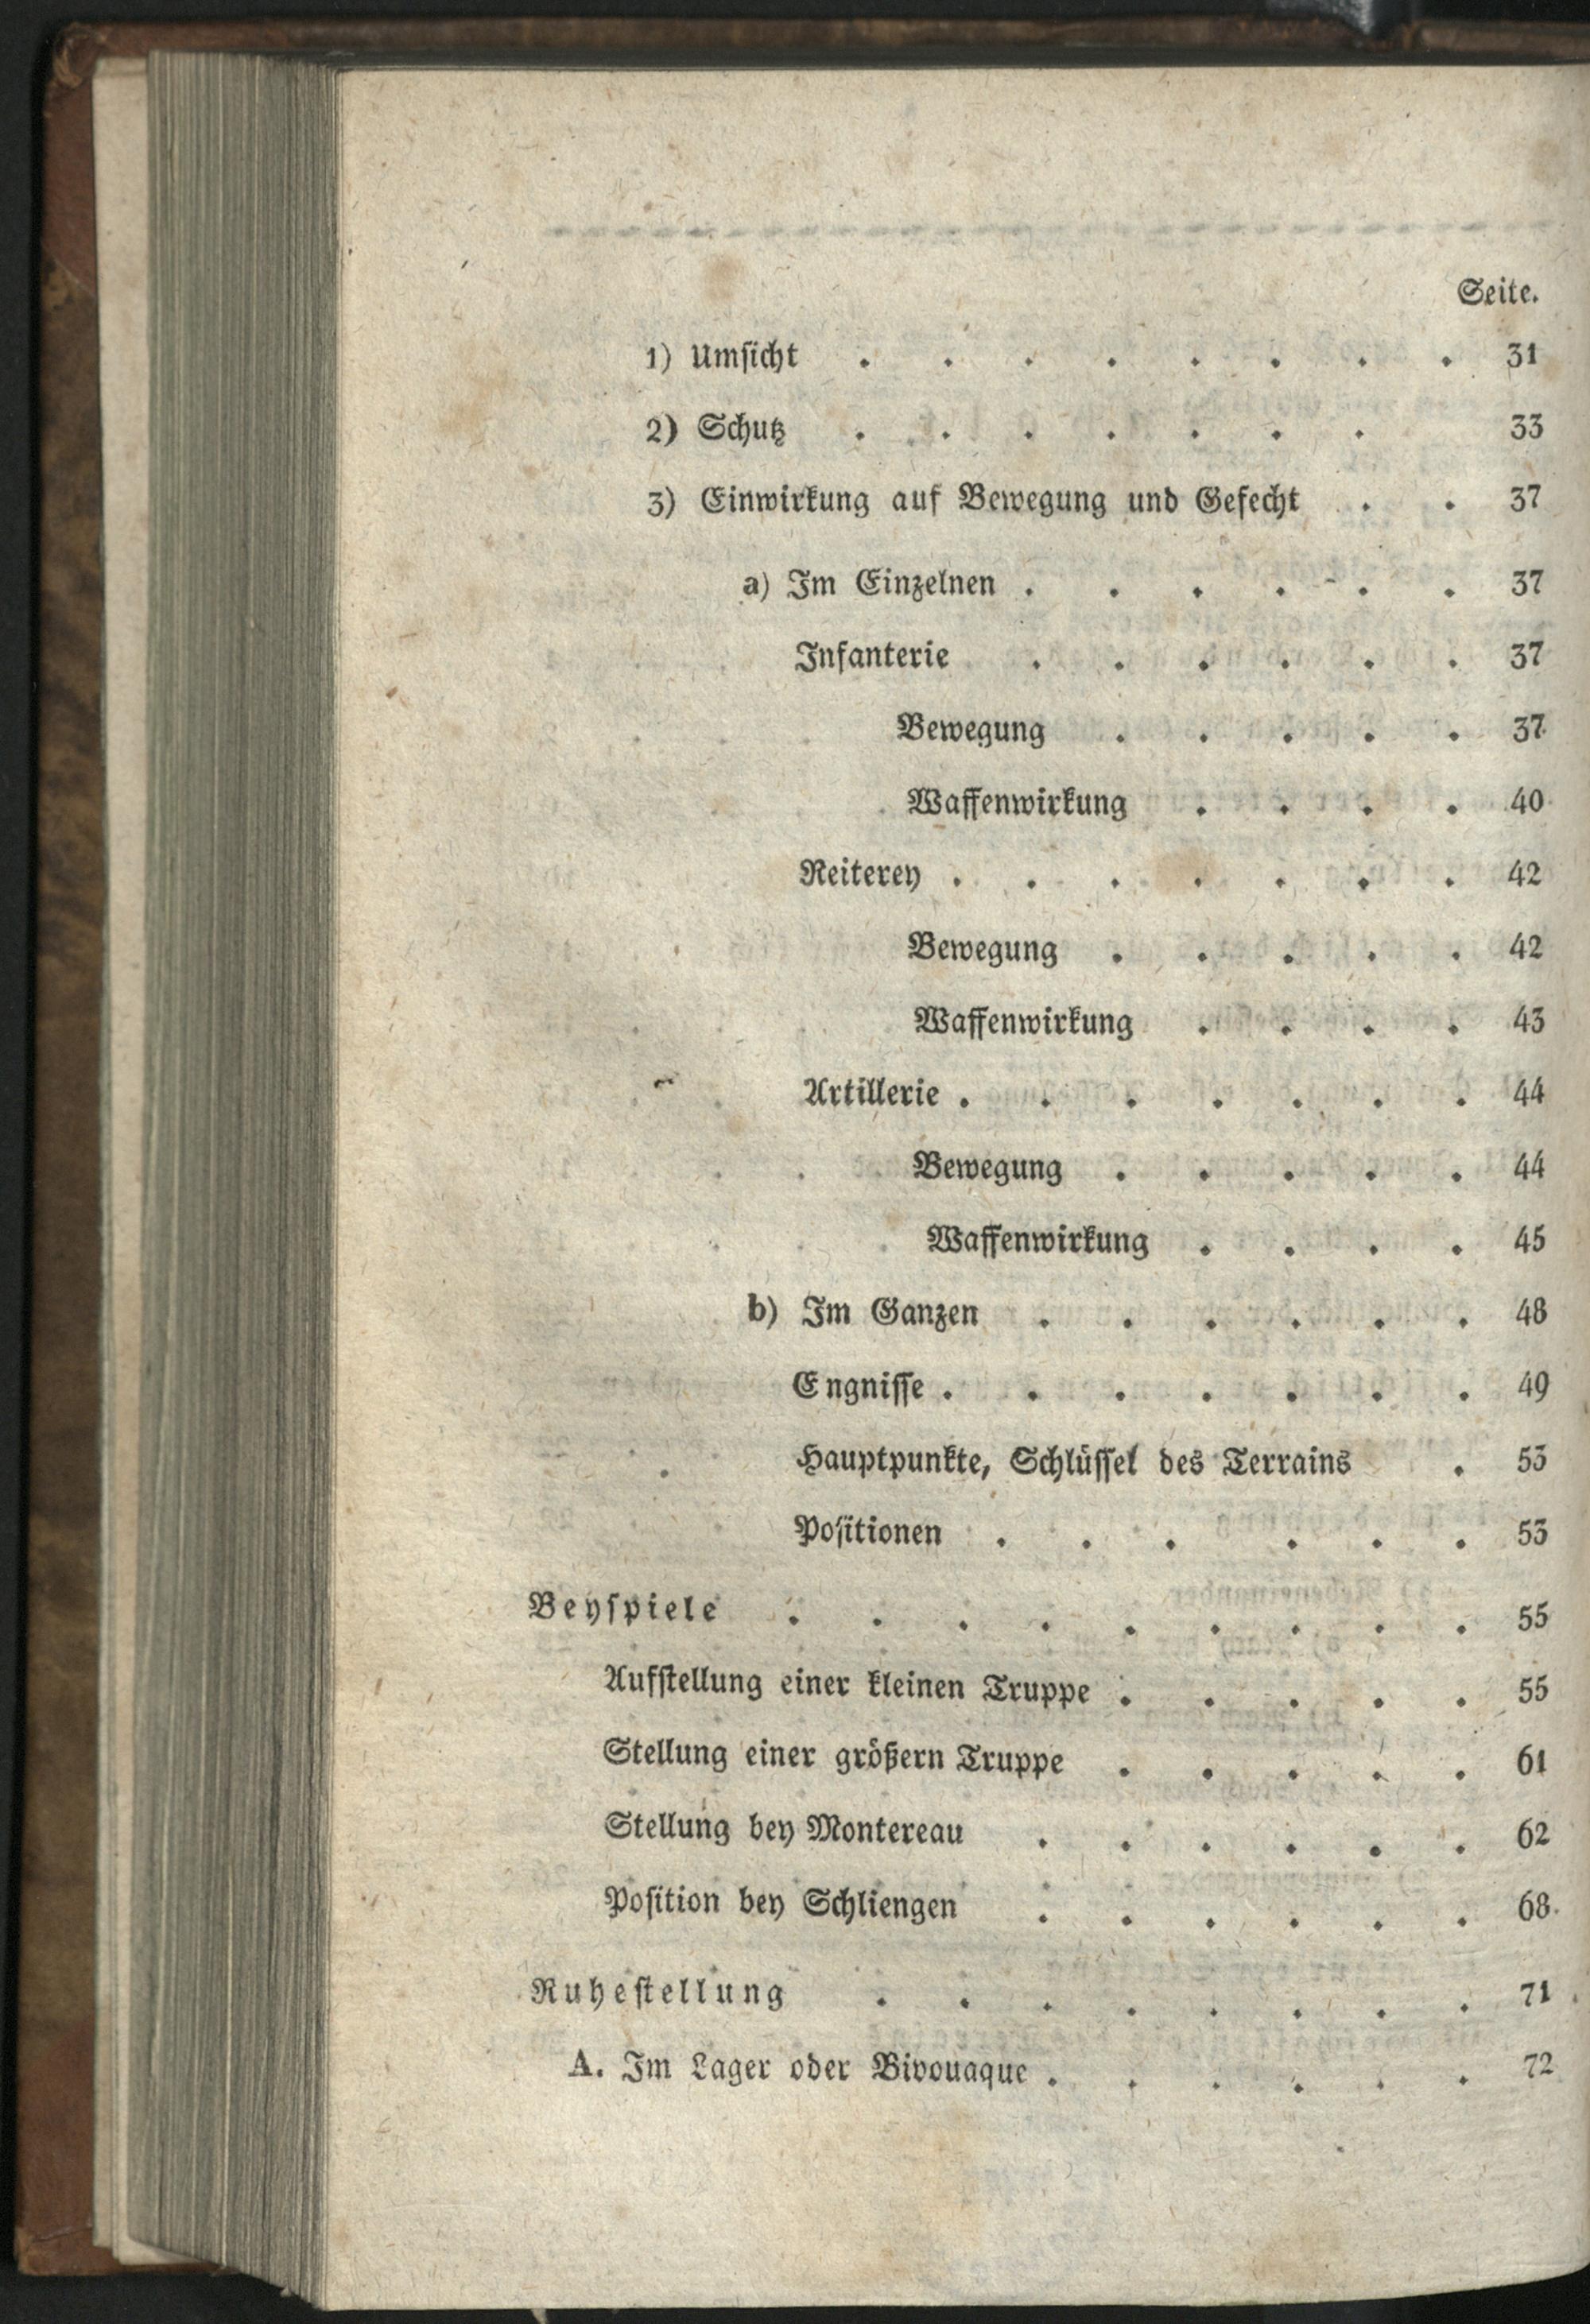 Seite.
1) Umsicht . . . . . . . . 31
2) Schutz . . . . . . . 33
3) Einwirkung auf Bewegung und Gefecht . . 37
a) Im Einzelnen . . . . . . 37
Infanterie . . . . . . 37
Bewegung . . . . . 37
Waffenwirkung . . . . 40
Reiterey . . . . . . . 42
Bewegung . . . . . 42
Waffenwirkung . . . . 43
Artillerie . . . . . . . 44
Bewegung . . . . . 44
Waffenwirkung . . . . 45
b) Im Ganzen . . . . . . 48
Engnisse . . . . . . . 49
Hauptpunkte, Schlüssel des Terrains . 53
Positionen . . . . . . 53
Beyspiele . . . . . . . . . 55
Aufstellung einer kleinen Truppe . . . . . 55
Stellung einer größern Truppe . . . . . 61
Stellung bey Montereau . . . . . . 62
Position bey Schliengen . . . . . . 68
Ruhestellung . . . . . . . . 71
A. Im Lager oder Bivouaque . . . . . . 72